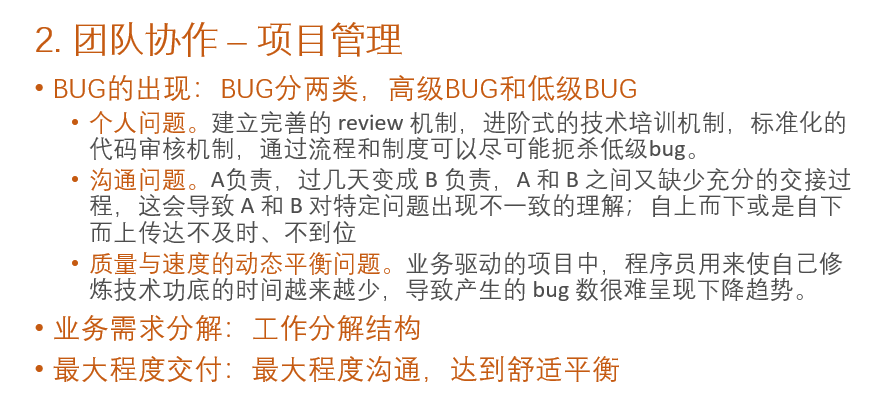 2. 团队协作 – 项目管理
• BUG的出现：BUG分两类，高级BUG和低级BUG
• 个人问题。建立完善的 review 机制，进阶式的技术培训机制，标准化的
代码审核机制，通过流程和制度可以尽可能扼杀低级bug。
• 沟通问题。A负责，过几天变成 B 负责，A 和 B 之间又缺少充分的交接过
程，这会导致 A 和 B 对特定问题出现不一致的理解；自上而下或是自下
而上传达不及时、不到位
• 质量与速度的动态平衡问题。业务驱动的项目中，程序员用来使自己修
炼技术功底的时间越来越少，导致产生的 bug 数很难呈现下降趋势。
• 业务需求分解：工作分解结构
• 最大程度交付：最大程度沟通，达到舒适平衡